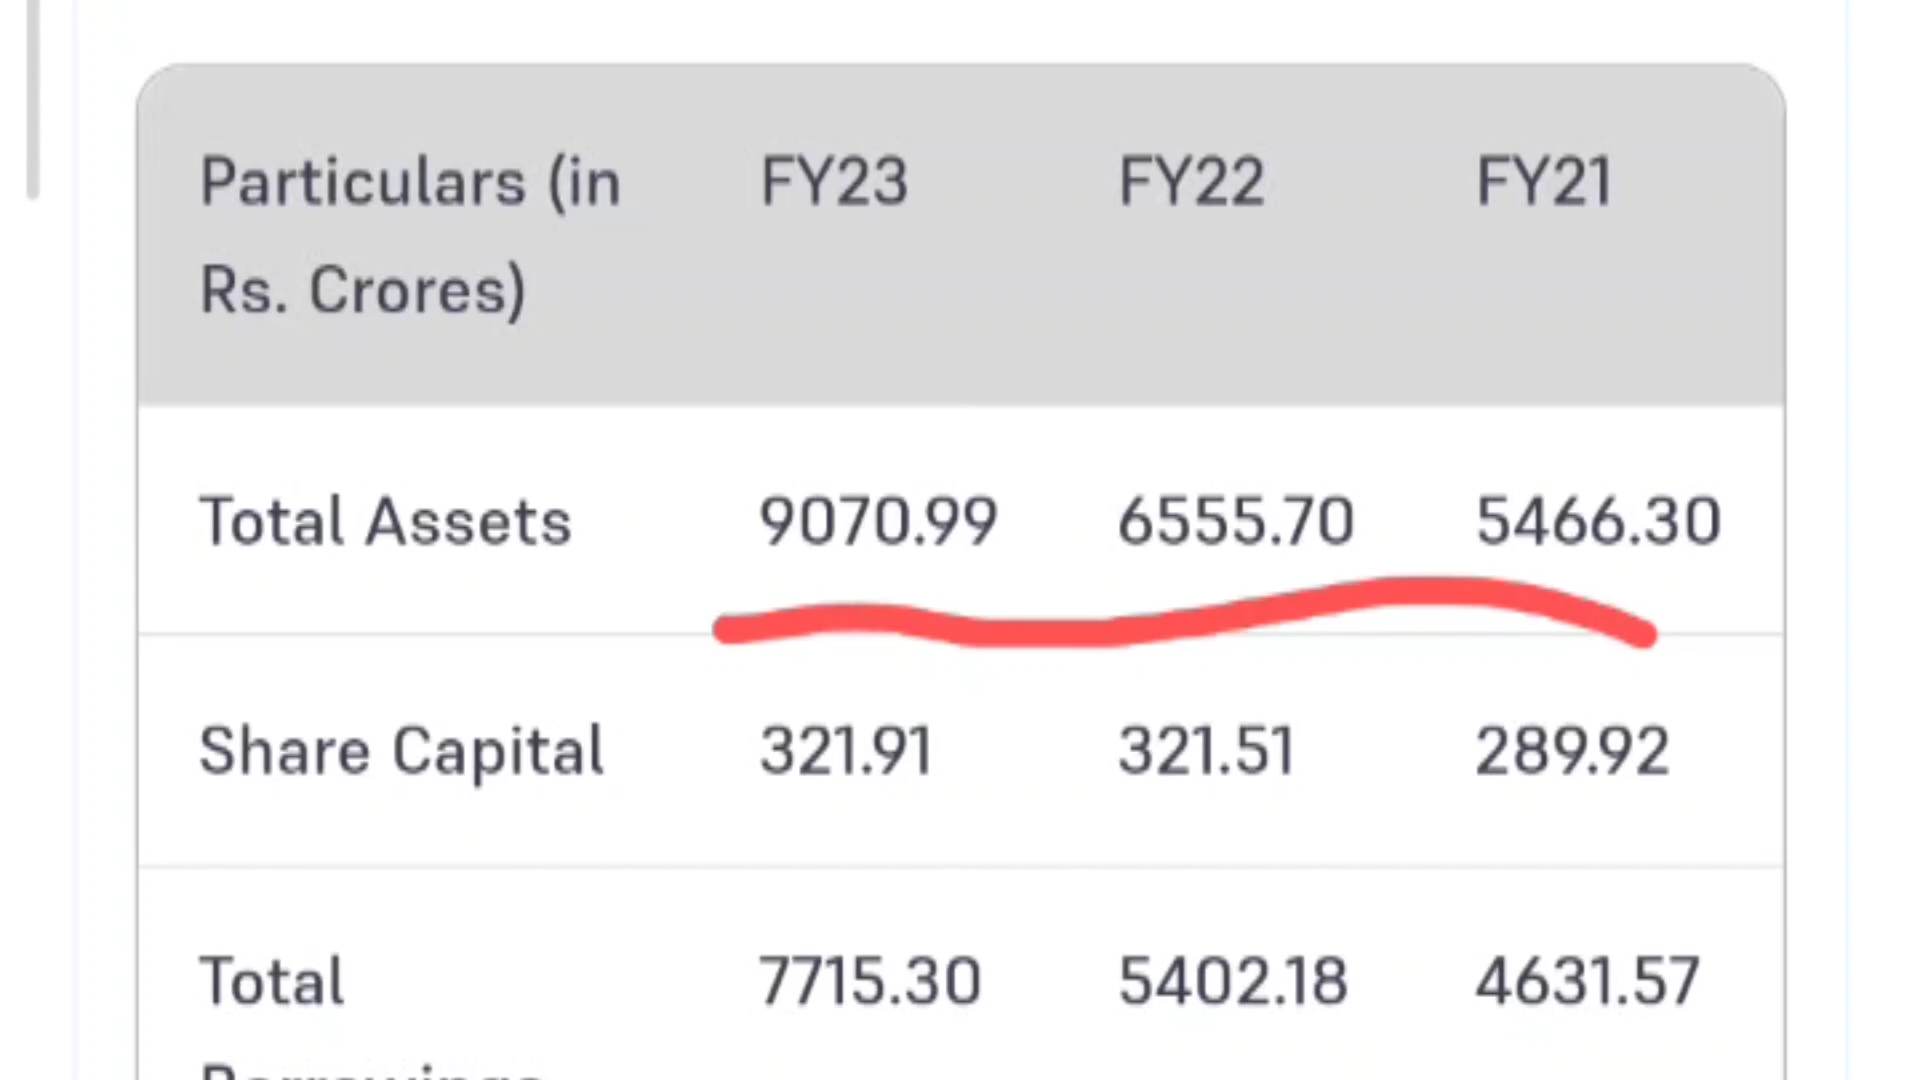 Particulars (in FY23 FY22 FY21
Rs. Crores)
Total Assets 9070.99 6555.70 5466.30
Share Capital 321.91 321.51 289.92
Total 7715.30 5402.18 4631.57